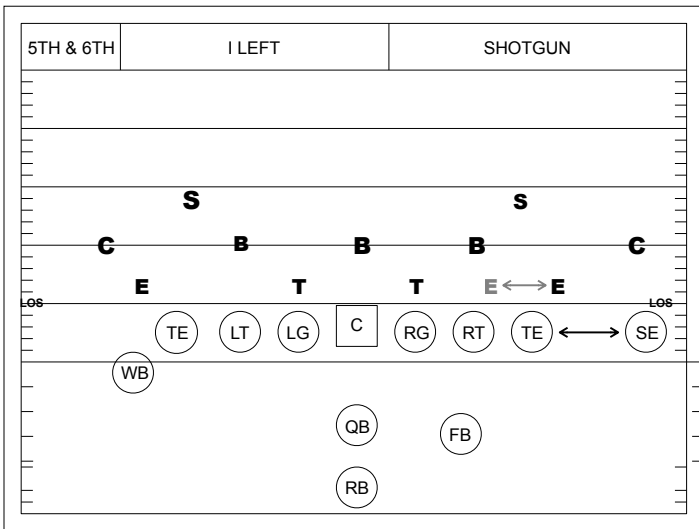 5TH & 6TH I LEFT SHOTGUN
S S
C B B B C
E T T E E
LOS LOS
TE LT LG C RG RT TE SE
WB
QB FB
RB